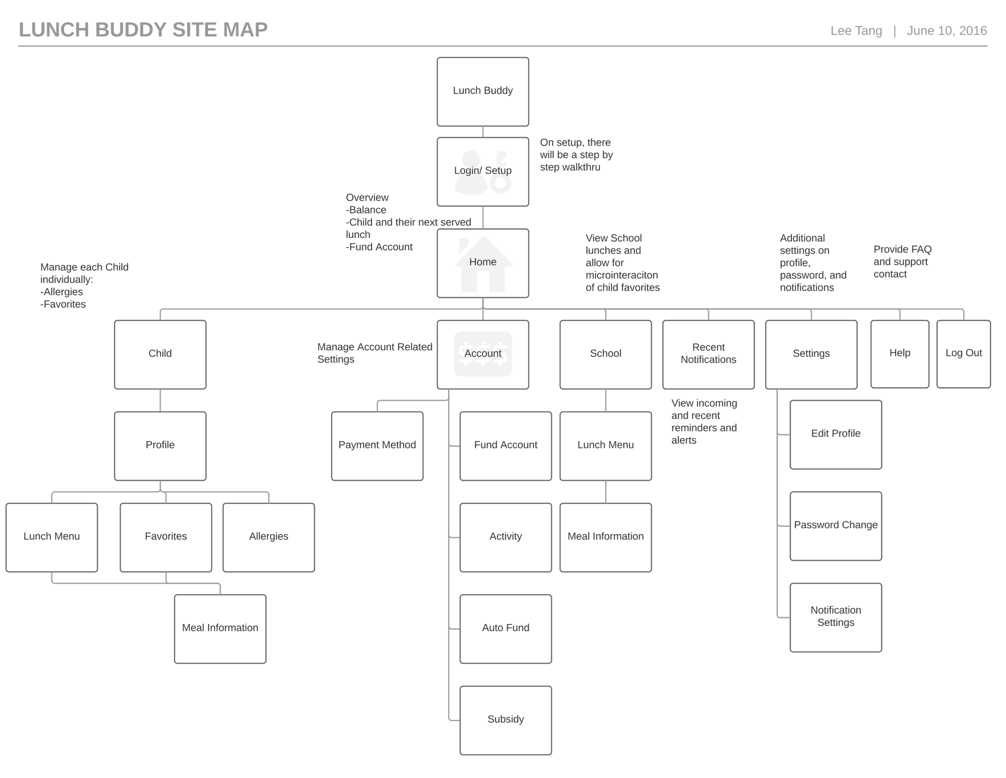 LUNCH BUDDY SITE MAP
Lee Tang | June 10, 2016
Lunch Buddy
On setup, there
will be a step by
step walkthru
Login/ Setup
Overview
-Balance
-Child and their next served
lunch
-Fund Account
Home
View School
lunches and
allow for
microinteraciton
of child favorites
Additional
settings on
profile,
password, and
notifications
Provide FAQ
and support
contact
Manage each Child
individually:
-Allergies
-Favorites
Child
Manage Account Related
Settings
$$$
Account
School
Recent
Notifications
Settings
Help
Log Out
View incoming
and recent
reminders and
alerts
Profile
Payment Method
Fund Account
Lunch Menu
Edit Profile
Lunch Menu
Favorites
Allergies
Activity
Meal Information
Password Change
Meal Information
Auto Fund
Notification
Settings
Subsidy